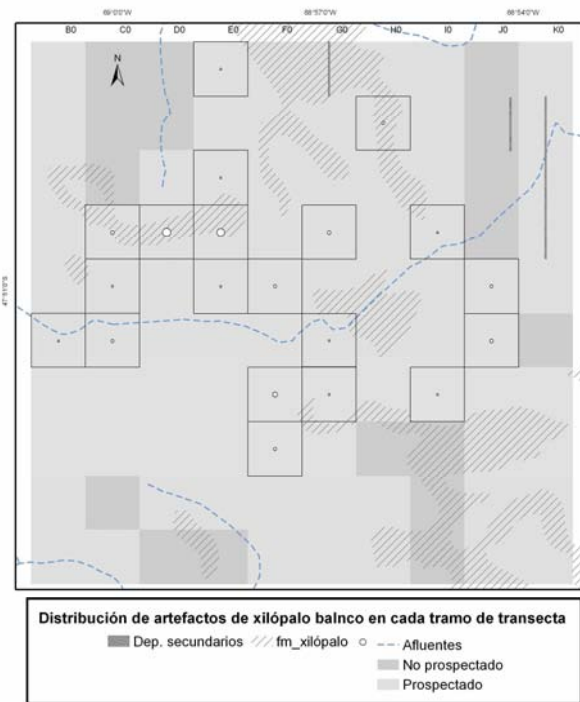 69°0'0"W 68°57'0"W 68°54'0"W
B0 C0 D0 E0 F0 G0 H0 I0 J0 K0
N
47°51'0"S
Distribución de artefactos de xilópalo balnco en cada tramo de transecta
Dep. secundarios fm_xilópalo Afluentes
No prospectado
Prospectado